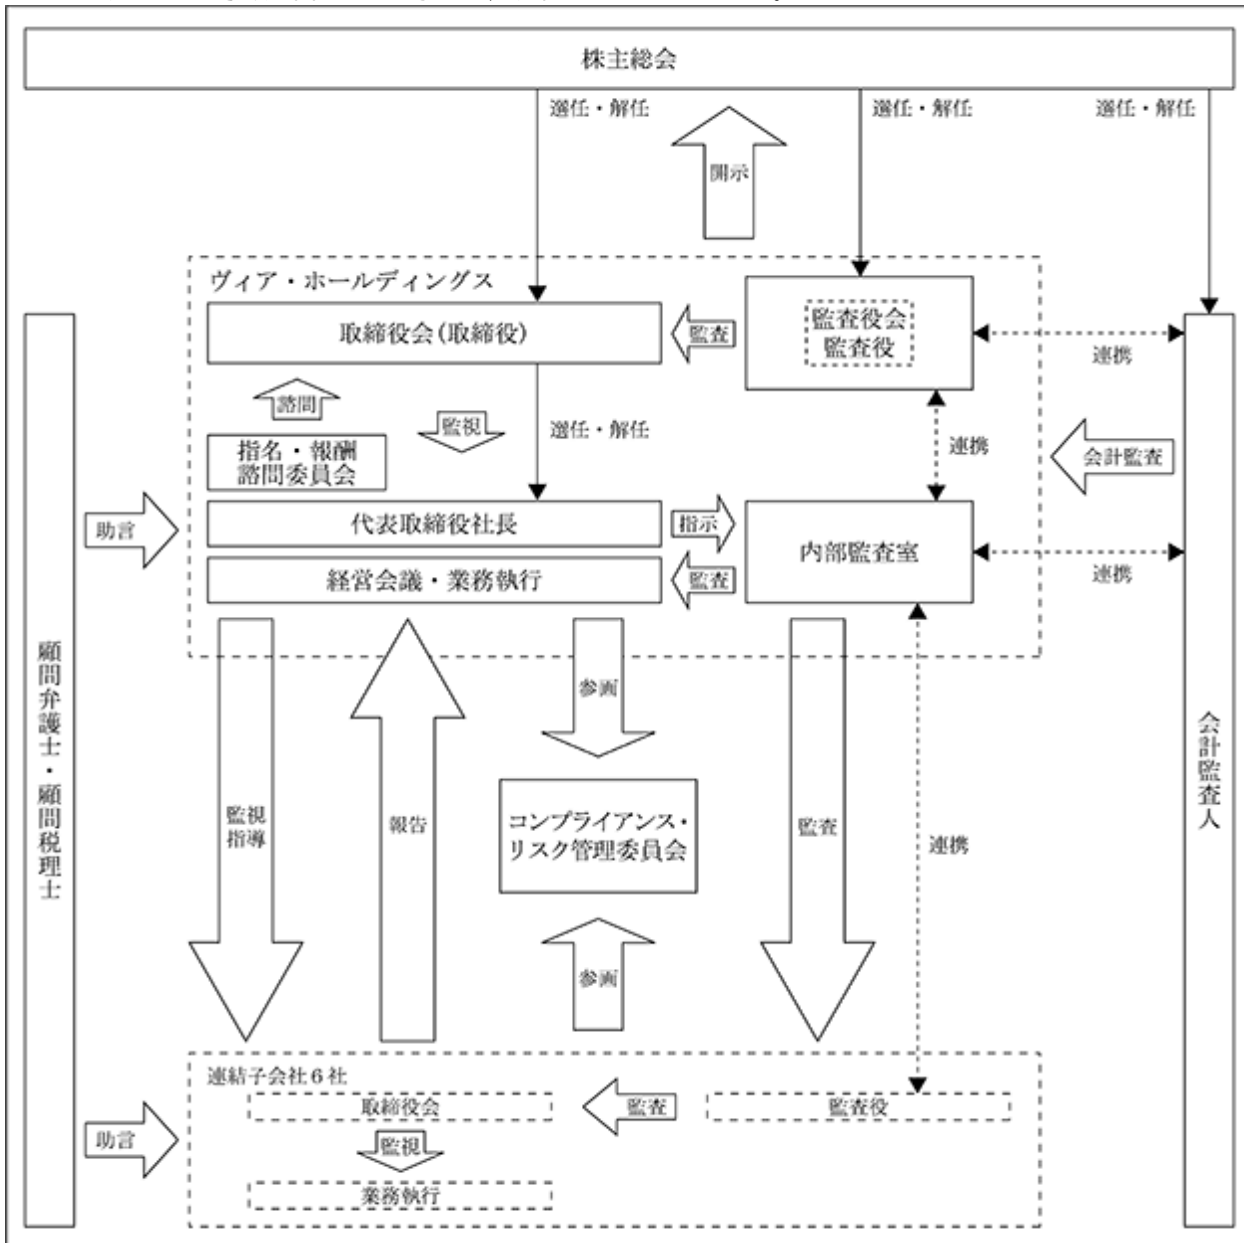 株主総会
選任・解任
選任・解任
選任・解任
開示
ヴィア・ホールディングス
取締役会(取締役)
監査
監査役会
監査役
連携
諮問
監視
選任・解任
連携
会計監査
指名・報酬
諮問委員会
助言
代表取締役社長
指示
内部監査室
連携
経営会議・業務執行
監査
顧問弁護士・顧問税理士
会計監査人
参画
監視
指導
報告
コンプライアンス・
リスク管理委員会
監査
連携
参画
連結子会社6社
取締役会
監査
監査役
助言
監視
業務執行